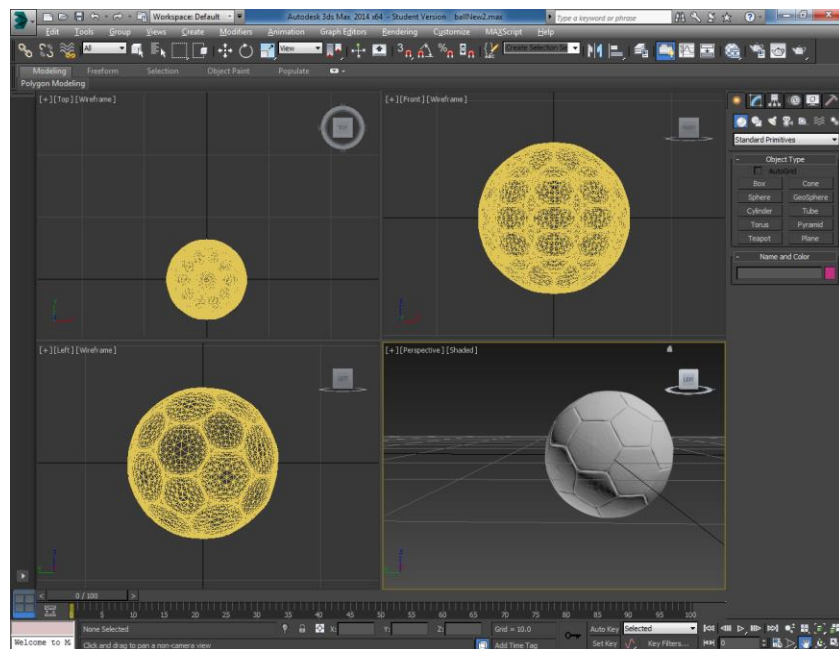 Workspace: Default
Autodesk 3ds Max 2014 x64 - Student Version ballNew2.max
Type a keyword or phrase
Edit Tools Group Views Create Modifiers Animation Graph Editors Rendering Customize MAXScript Help
All
View
Create Selection Se
Modeling Freeform Selection Object Paint Populate
Polygon Modeling
[+][Top][Wireframe]
TOP
[+][Front][Wireframe]
Standard Primitives
Object Type
AutoGrid
Box Cone
Sphere GeoSphere
Cylinder Tube
Torus Pyramid
Teapot Plane
Name and Color
[+][Left][Wireframe]
LEFT
[+][Perspective][Shaded]
0 / 100
0 5 10 15 20 25 30 35 40 45 50 55 60 65 70 75 80 85 90 95 100
None Selected
X: Y: Z:
Grid = 10.0
Auto Key Selected
Welcome to M
Click and drag to pan a non-camera view
Add Time Tag
Set Key Key Filters...
0